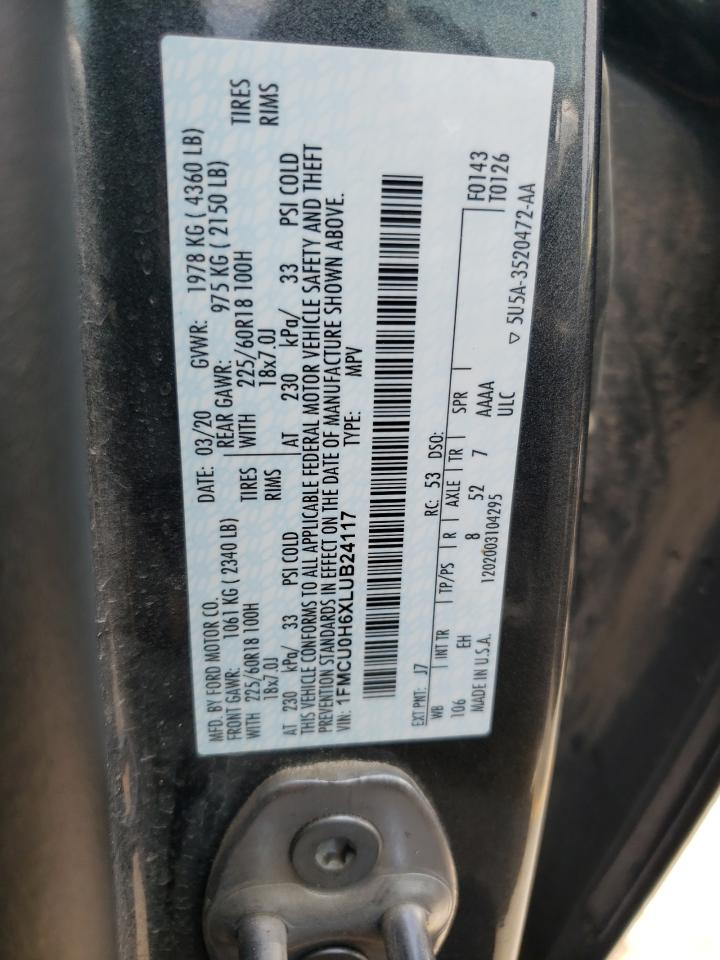 MFD. BY FORD MOTOR CO.
DATE: 03/20 GVWR: 1978 KG ( 4360 LB)
FRONT GAWR: 1061 KG (2340 LB) REAR GAWR: 975 KG ( 2150 LB)
WITH 225/60R18 100H TIRES WITH 225/60R18 100H TIRES
18x7.0J RIMS 18x7.0J RIMS
AT 230 kPa/ 33 PSI COLD AT 230 kPa/ 33 PSI COLD
THIS VEHICLE CONFORMS TO ALL APPLICABLE FEDERAL MOTOR VEHICLE SAFETY AND THEFT
PREVENTION STANDARDS IN EFFECT ON THE DATE OF MANUFACTURE SHOWN ABOVE.
VIN: 1FMCU0H6XLUB24117 TYPE: MPV
EXT PNT: J7 RC: 53 DSO:
WB INT TR TP/PS R AXLE TR SPR F0143
106 EH 8 52 7 AAAA T0126
MADE IN U.S.A. 1202003104295 ULC
▽ 5U5A-3520472-AA